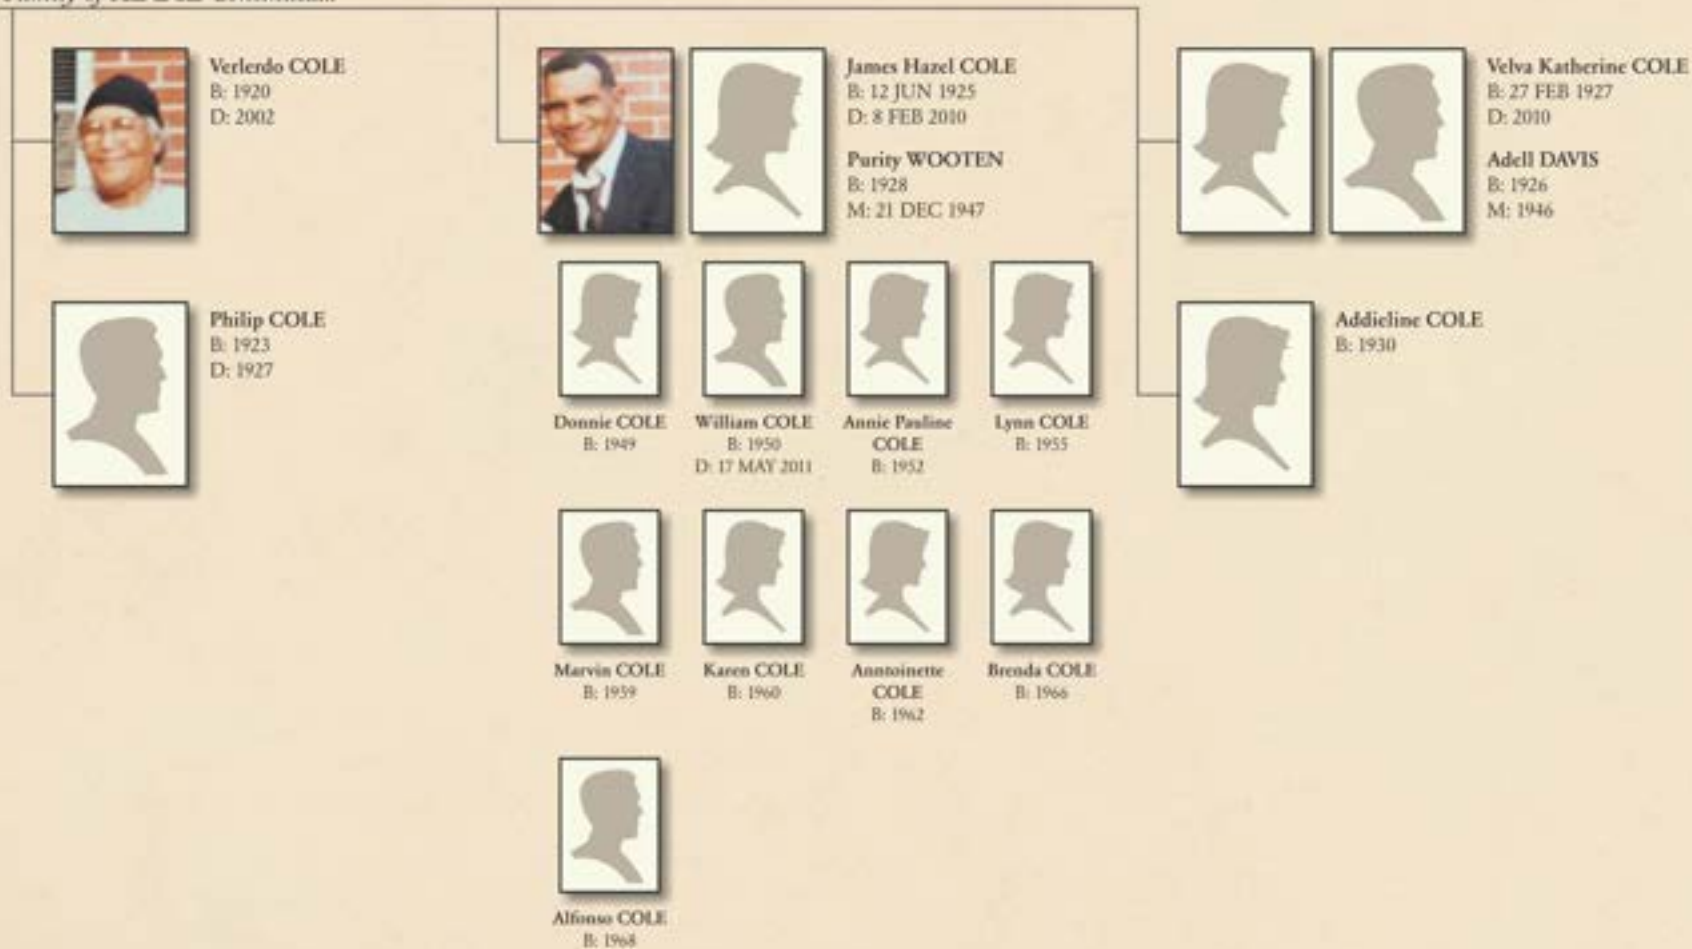 Verlerdo COLE
B: 1920
D: 2002
Philip COLE
B: 1923
D: 1927
James Hazel COLE
B: 12 JUN 1925
D: 8 FEB 2010
Purity WOOTEN
B: 1928
M: 21 DEC 1947
Donnie COLE
B: 1949
William COLE
B: 1950
D: 17 MAY 2011
Annie Pauline
COLE
B: 1952
Lynn COLE
B: 1955
Marvin COLE
B: 1959
Karen COLE
B: 1960
Anntoinette
COLE
B: 1962
Brenda COLE
B: 1966
Alfonso COLE
B: 1968
Velva Katherine COLE
B: 27 FEB 1927
D: 2010
Adell DAVIS
B: 1926
M: 1946
Addieline COLE
B: 1930